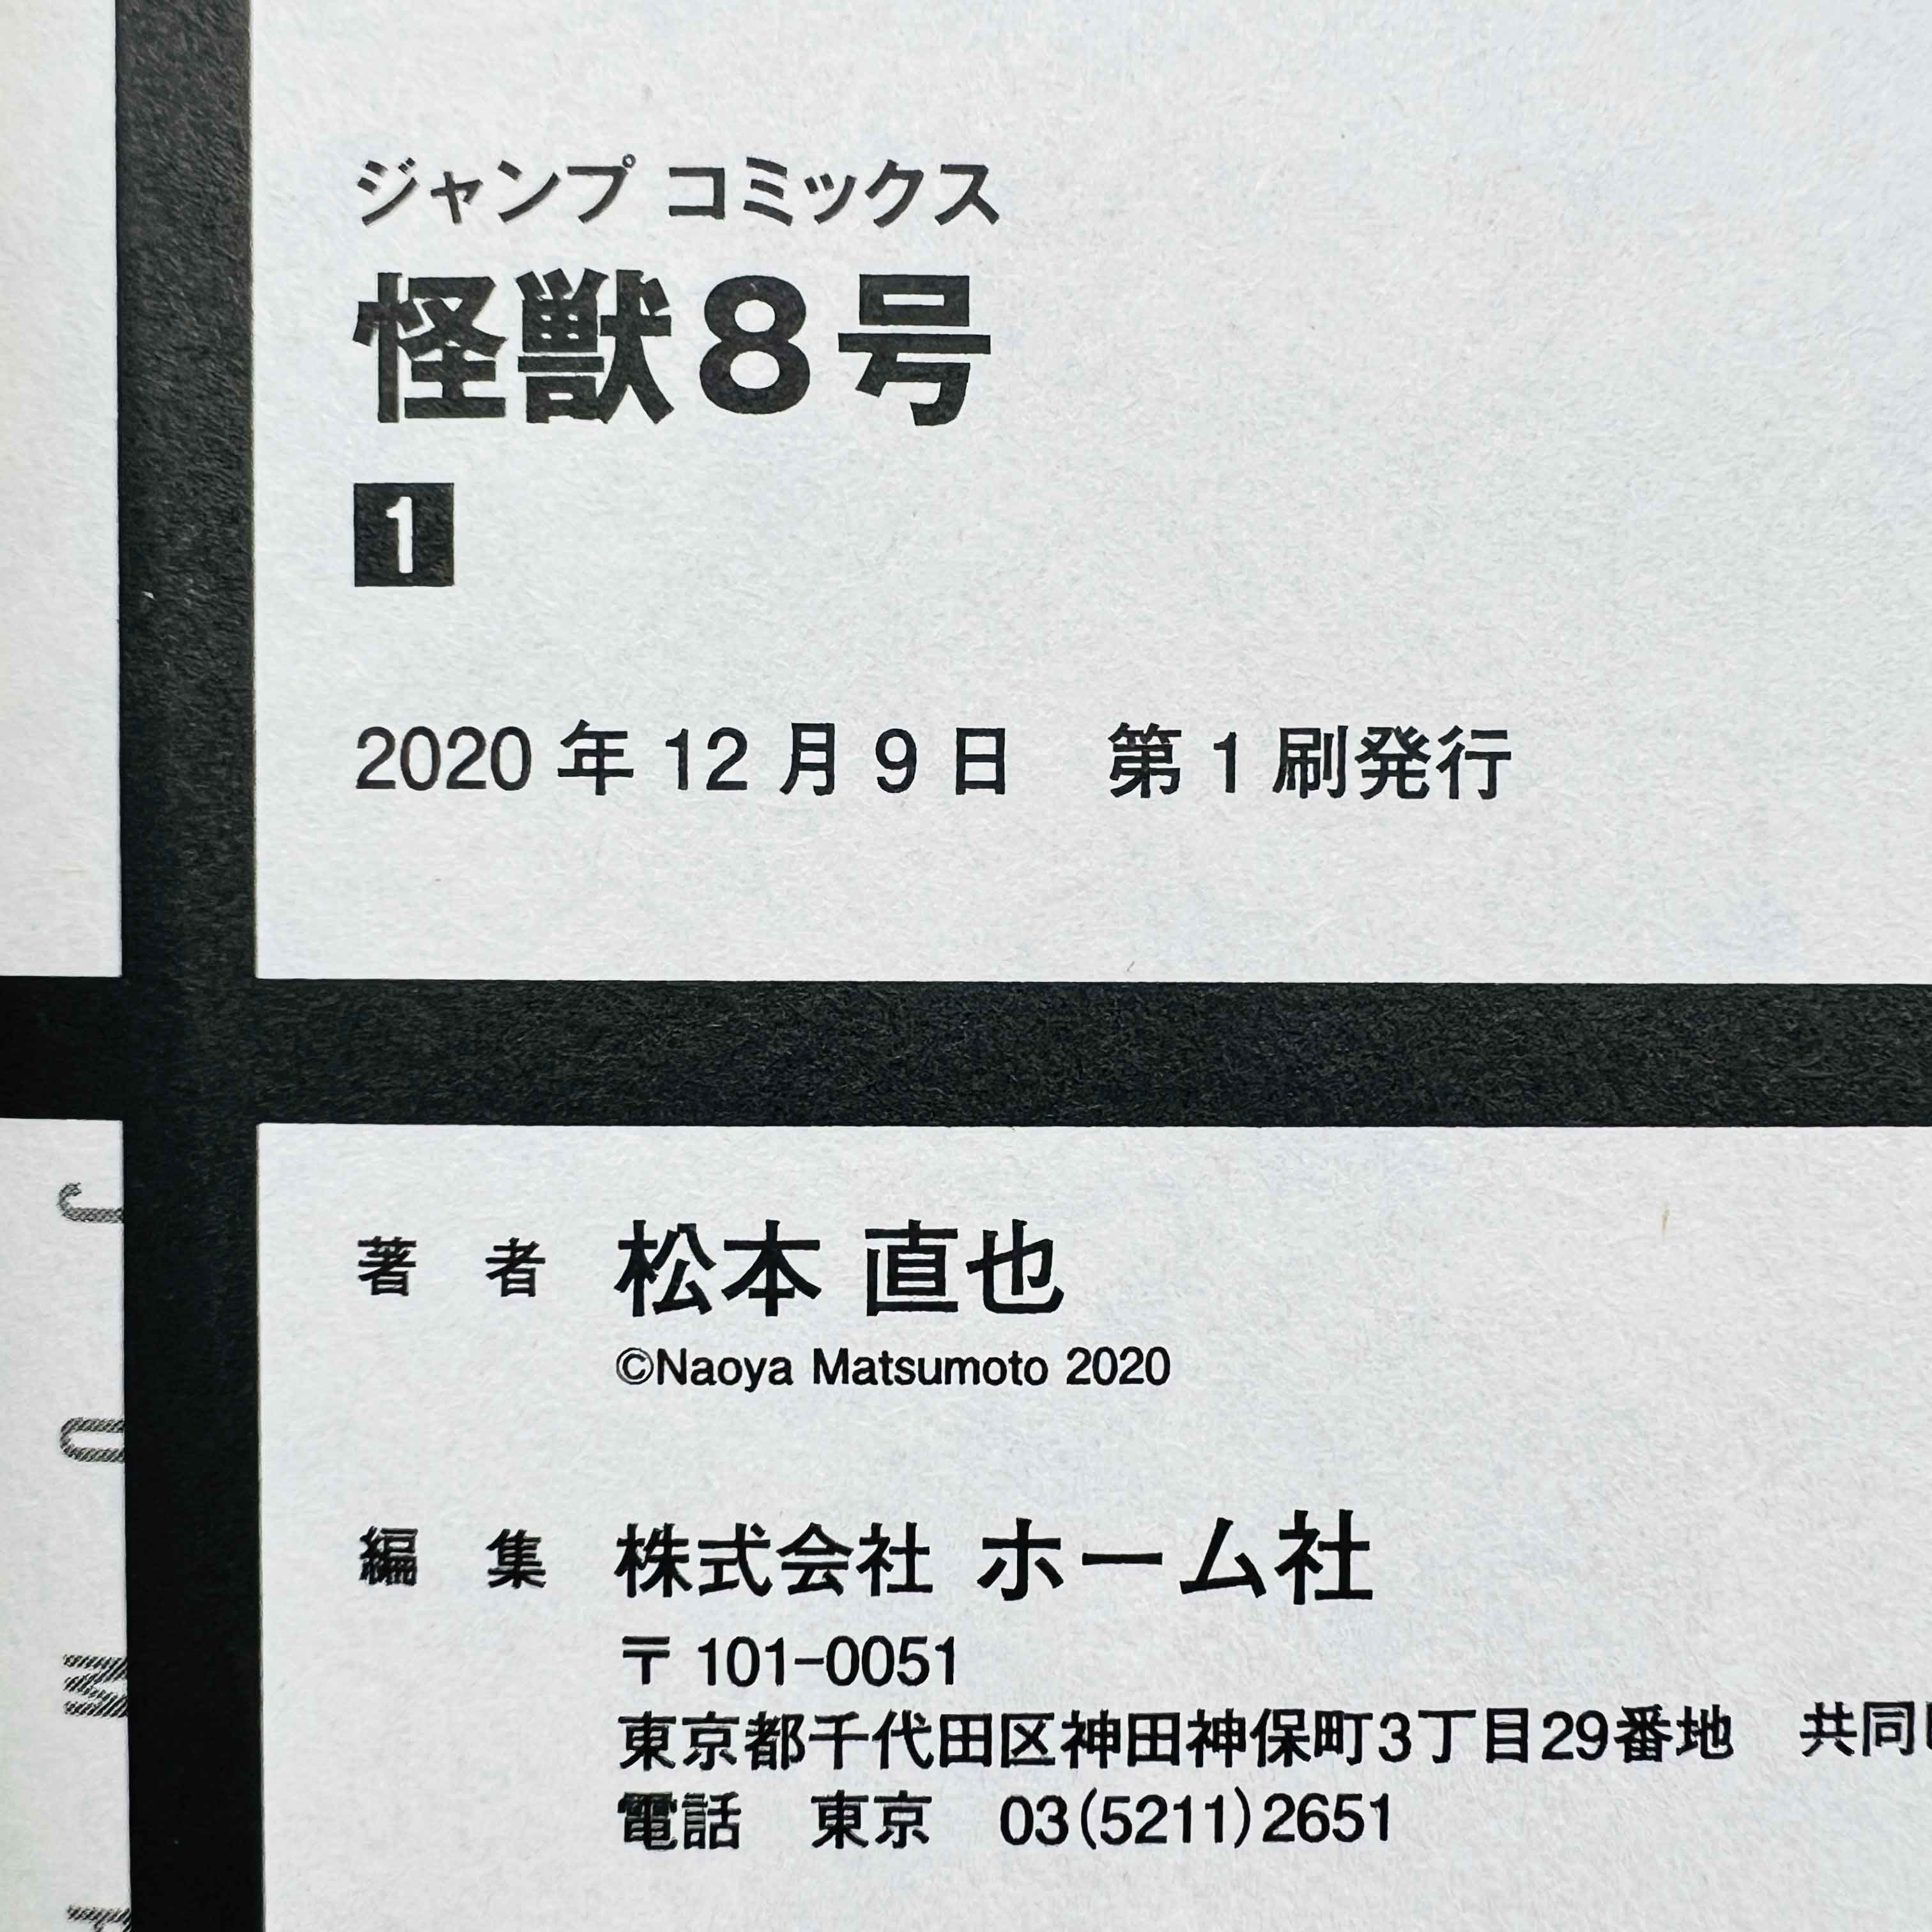 ジャンプ コミックス
怪獣8号
1
2020年12月9日　第1刷発行
著　者　松本 直也
©Naoya Matsumoto 2020
編　集　株式会社 ホーム社
〒101-0051
東京都千代田区神田神保町3丁目29番地　共同
電話　東京　03(5211)2651
J U M